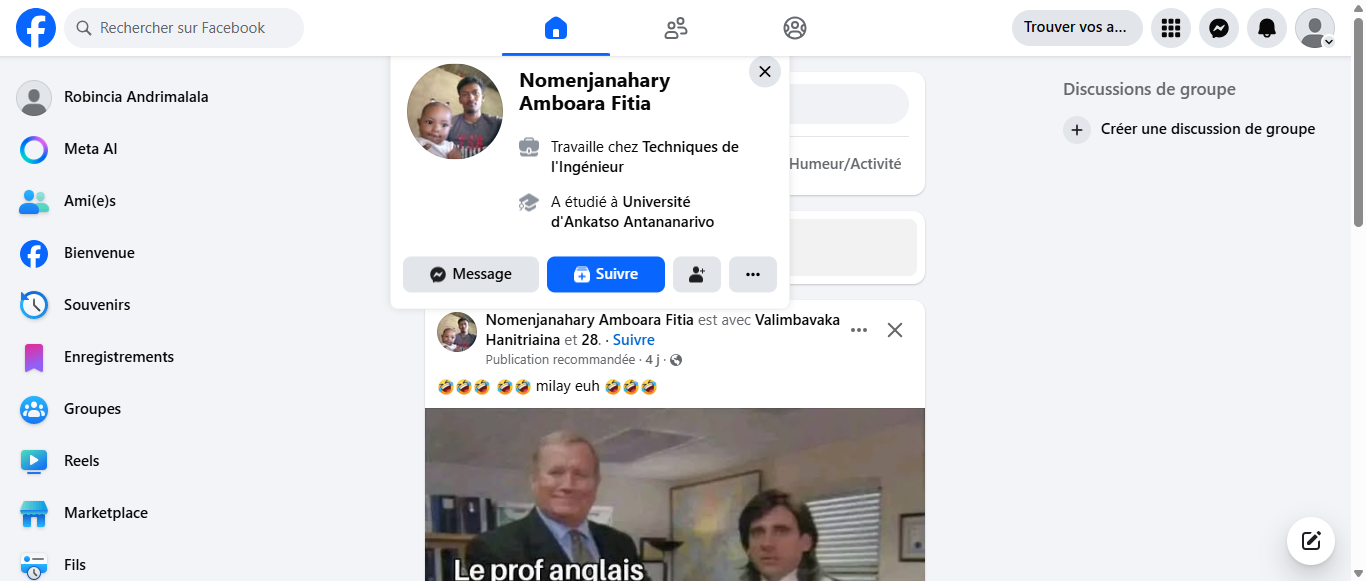 Rechercher sur Facebook
Trouver vos a...
Robincia Andrimalala
Meta AI
Ami(e)s
Bienvenue
Souvenirs
Enregistrements
Groupes
Reels
Marketplace
Fils
Nomenjanahary
Amboara Fitia
Travaille chez Techniques de
l'Ingénieur
A étudié à Université
d'Ankatso Antananarivo
Message
Suivre
Humeur/Activité
Nomenjanahary Amboara Fitia est avec Valimbavaka
Hanitriaina et 28. · Suivre
Publication recommandée · 4 j ·
🤣🤣🤣 🤣🤣 milay euh 🤣🤣🤣
Le prof anglais
Discussions de groupe
Créer une discussion de groupe